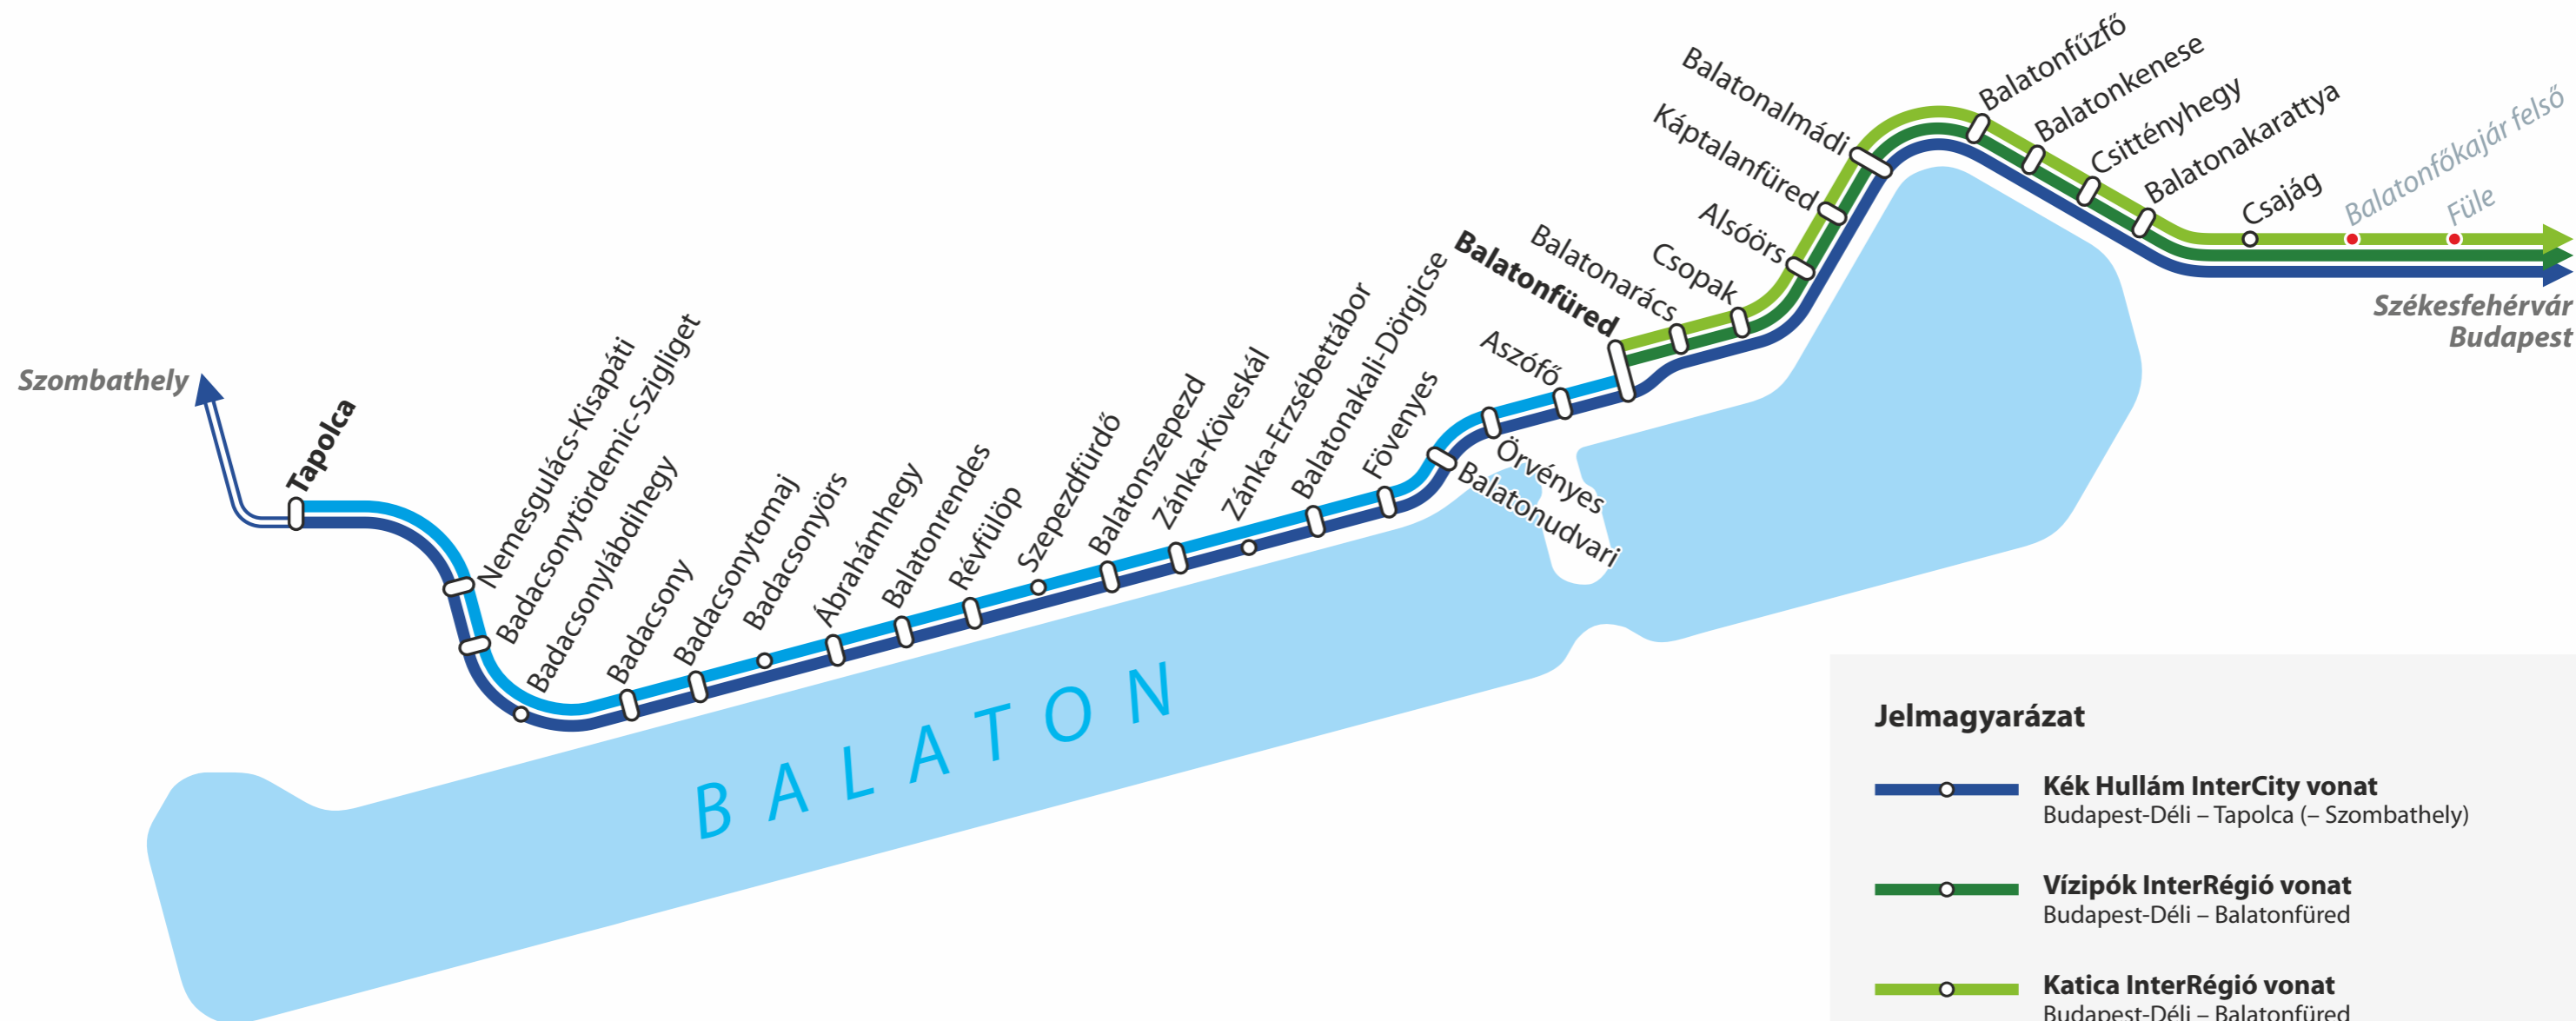 Szombathely
Tapolca
Nemesgulács-Kisapáti
Badacsonytördemic-Szigliget
Badacsonylábdihegy
Badacsony
Badacsonytomaj
Badacsonyörs
Ábrahámhegy
Balatonrendes
Révfülöp
Szepezdfürdő
Balatonszepezd
Zánka-Köveskál
Zánka-Erzsébettábor
Balatonakali-Dörgicse
Fövenyes
Balatonudvari
Örvényes
Aszófő
Balatonfüred
Balatonarács
Csopak
Alsóörs
Káptalanfüred
Balatonalmádi
Balatonfűzfő
Balatonkenese
Csittényhegy
Balatonakarattya
Csajág
Balatonfőkajár felső
Füle
Székesfehérvár
Budapest
BALATON
Jelmagyarázat
Kék Hullám InterCity vonat
Budapest-Déli – Tapolca (– Szombathely)
Vízipók InterRégió vonat
Budapest-Déli – Balatonfüred
Katica InterRégió vonat
Budapest-Déli – Balatonfüred